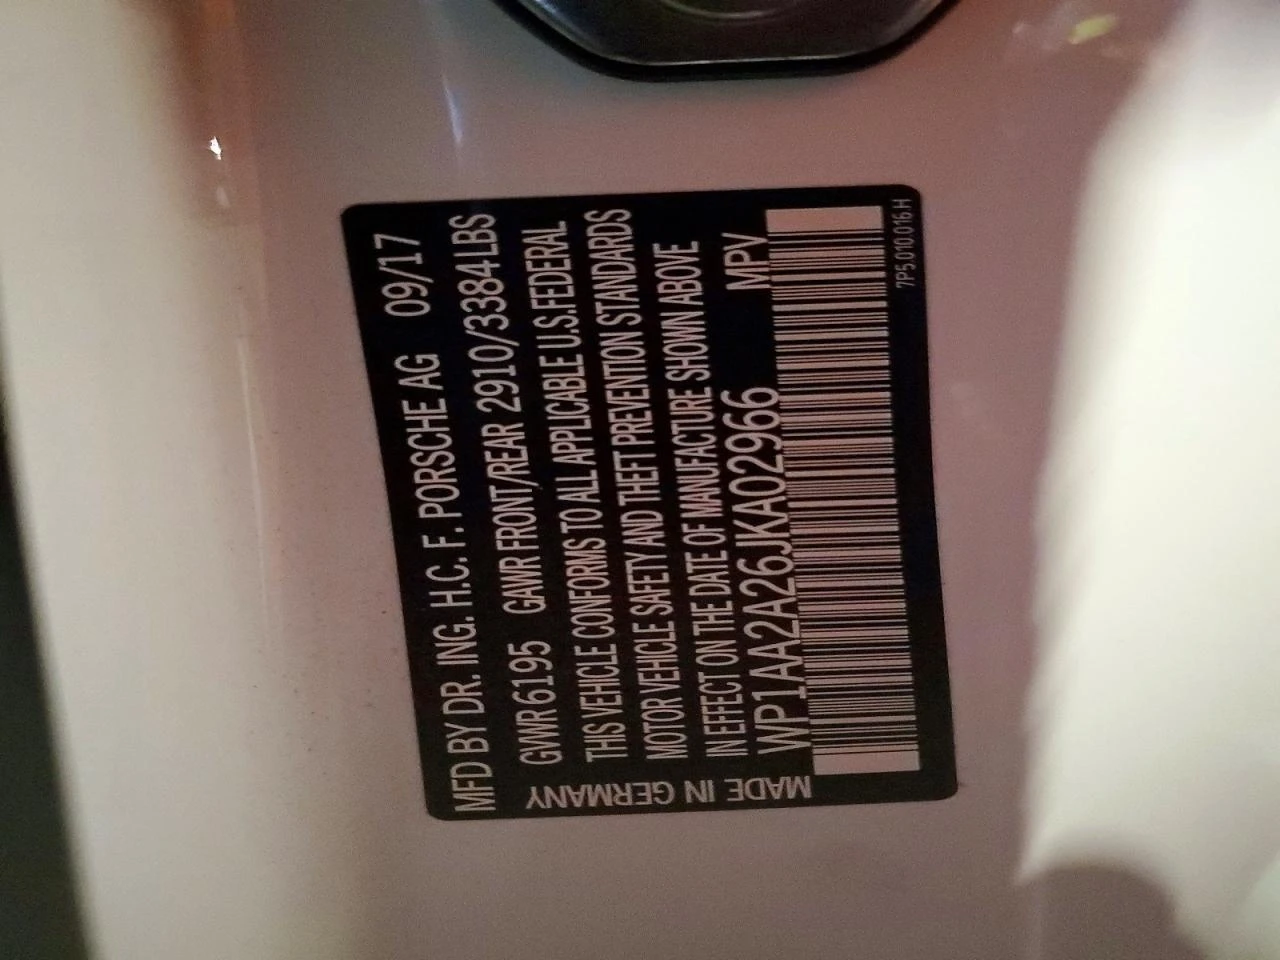 MFD BY DR. ING. H.C. F. PORSCHE AG 09/17
GVWR 6195 GAWR FRONT/REAR 2910/3384LBS
THIS VEHICLE CONFORMS TO ALL APPLICABLE U.S.FEDERAL
MOTOR VEHICLE SAFETY AND THEFT PREVENTION STANDARDS
IN EFFECT ON THE DATE OF MANUFACTURE SHOWN ABOVE
WP1AA2A26JKA02966 MPV
7P5.010.016.H
MADE IN GERMANY